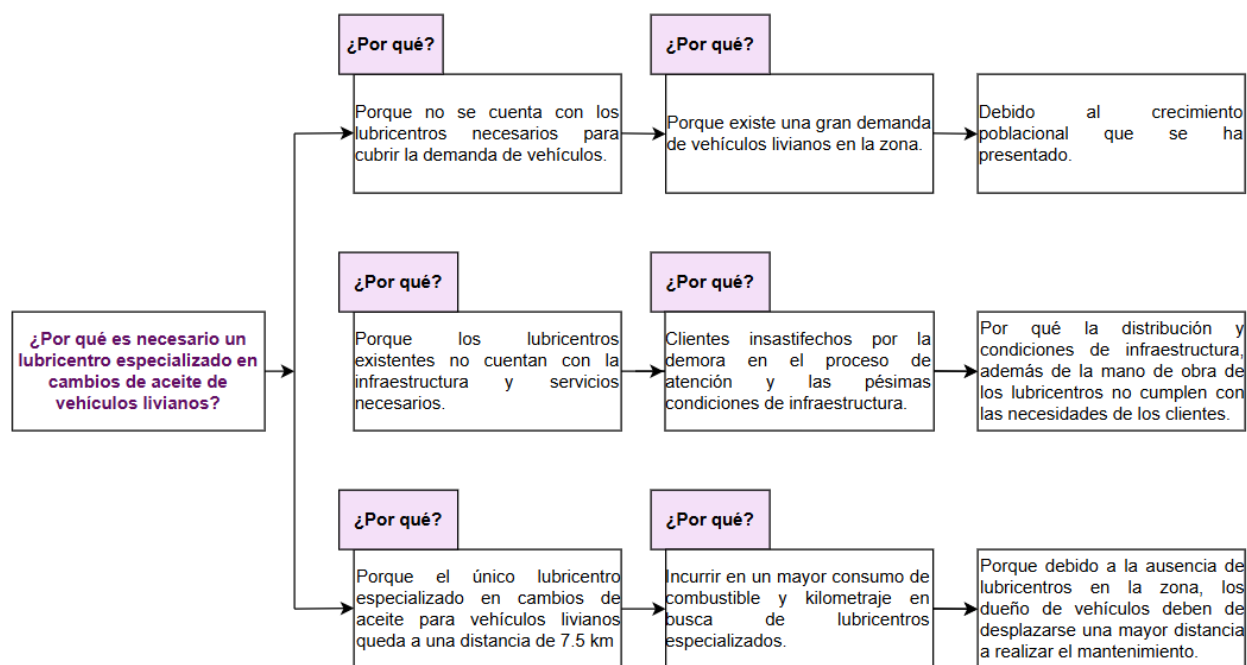 ¿Por qué?
Porque no se cuenta con los
lubricentros necesarios para
cubrir la demanda de vehículos.
¿Por qué?
Porque existe una gran demanda
de vehículos livianos en la zona.
Debido al crecimiento
poblacional que se ha
presentado.
¿Por qué es necesario un
lubricentro especializado en
cambios de aceite de
vehículos livianos?
¿Por qué?
Porque los lubricentros
existentes no cuentan con la
infraestructura y servicios
necesarios.
¿Por qué?
Clientes insastifechos por la
demora en el proceso de
atención y las pésimas
condiciones de infraestructura.
Por qué la distribución y
condiciones de infraestructura,
además de la mano de obra de
los lubricentros no cumplen con
las necesidades de los clientes.
¿Por qué?
Porque el único lubricentro
especializado en cambios de
aceite para vehículos livianos
queda a una distancia de 7.5 km
¿Por qué?
Incurrir en un mayor consumo de
combustible y kilometraje en
busca de lubricentros
especializados.
Porque debido a la ausencia de
lubricentros en la zona, los
dueño de vehículos deben de
desplazarse una mayor distancia
a realizar el mantenimiento.